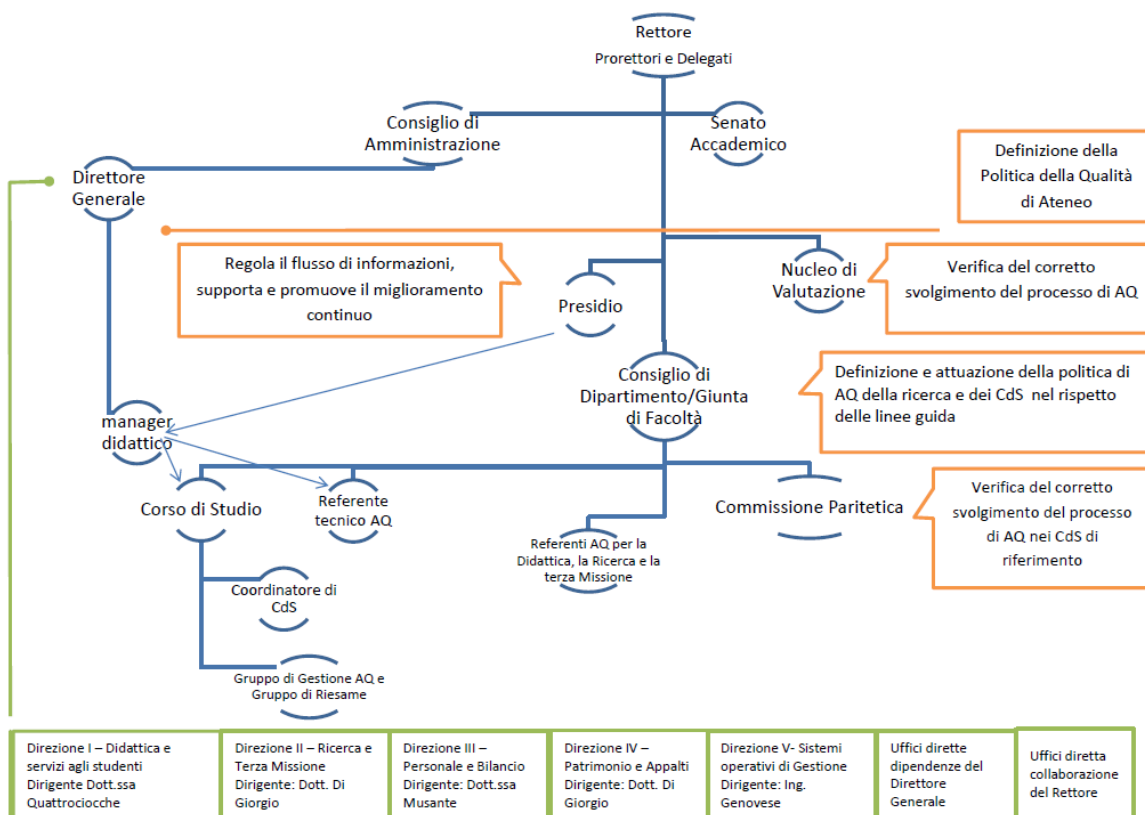 Rettore
Prorettori e Delegati
Consiglio di
Amministrazione
Senato
Accademico
Definizione della
Politica della Qualità
di Ateneo
Direttore
Generale
Regola il flusso di informazioni,
supporta e promuove il miglioramento
continuo
Presidio
Nucleo di
Valutazione
Verifica del corretto
svolgimento del processo di AQ
Consiglio di
Dipartimento/Giunta
di Facoltà
Definizione e attuazione della politica di
AQ della ricerca e dei CdS nel rispetto
delle linee guida
manager
didattico
Corso di Studio
Referente
tecnico AQ
Referenti AQ per la
Didattica, la Ricerca e la
terza Missione
Commissione Paritetica
Verifica del corretto
svolgimento del processo
di AQ nei CdS di
riferimento
Coordinatore di
CdS
Gruppo di Gestione AQ e
Gruppo di Riesame
Direzione I – Didattica e
servizi agli studenti
Dirigente Dott.ssa
Quattrociocche
Direzione II – Ricerca e
Terza Missione
Dirigente: Dott. Di
Giorgio
Direzione III –
Personale e Bilancio
Dirigente: Dott.ssa
Musante
Direzione IV –
Patrimonio e Appalti
Dirigente: Dott. Di
Giorgio
Direzione V- Sistemi
operativi di Gestione
Dirigente: Ing.
Genovese
Uffici dirette
dipendenze del
Direttore
Generale
Uffici diretta
collaborazione
del Rettore